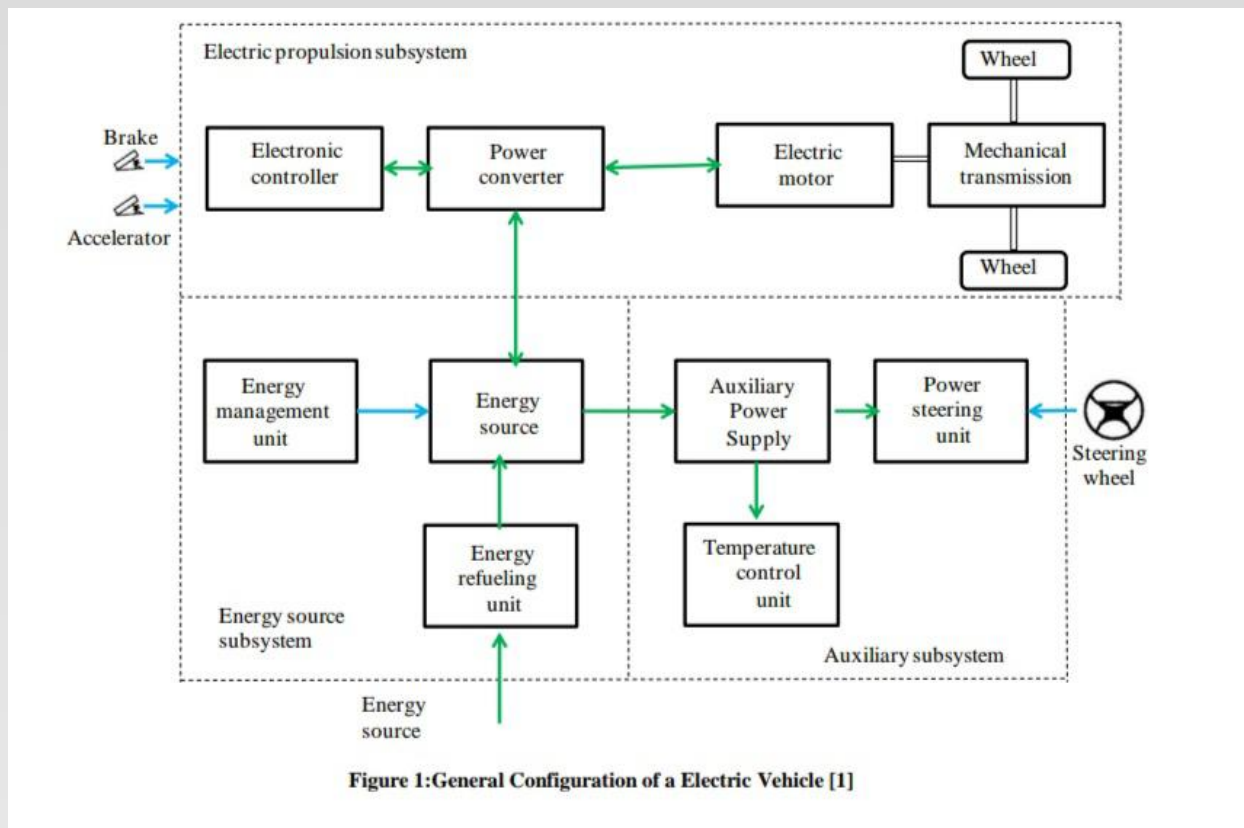 Electric propulsion subsystem
Wheel
Brake
Electronic
controller
Power
converter
Electric
motor
Mechanical
transmission
Accelerator
Wheel
Energy
management
unit
Energy
source
Auxiliary
Power
Supply
Power
steering
unit
Steering
wheel
Energy
refueling
unit
Temperature
control
unit
Energy source
subsystem
Auxiliary subsystem
Energy
source
Figure 1:General Configuration of a Electric Vehicle [1]